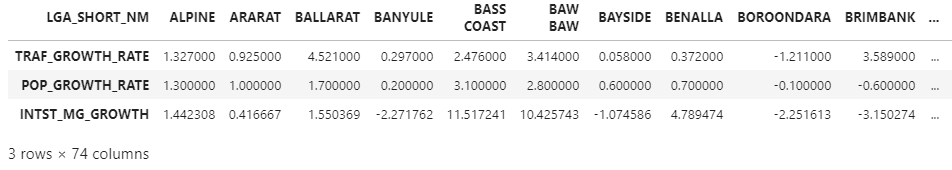 LGA_SHORT_NM ALPINE ARARAT BALLARAT BANYULE BASS COAST BAW BAW BAYSIDE BENALLA BOROONDARA BRIMBANK ...
TRAF_GROWTH_RATE 1.327000 0.925000 4.521000 0.297000 2.476000 3.414000 0.058000 0.372000 -1.211000 3.589000 ...
POP_GROWTH_RATE 1.300000 1.000000 1.700000 0.200000 3.100000 2.800000 0.600000 0.700000 -0.100000 -0.600000 ...
INTST_MG_GROWTH 1.442308 0.416667 1.550369 -2.271762 11.517241 10.425743 -1.074586 4.789474 -2.251613 -3.150274 ...
3 rows × 74 columns